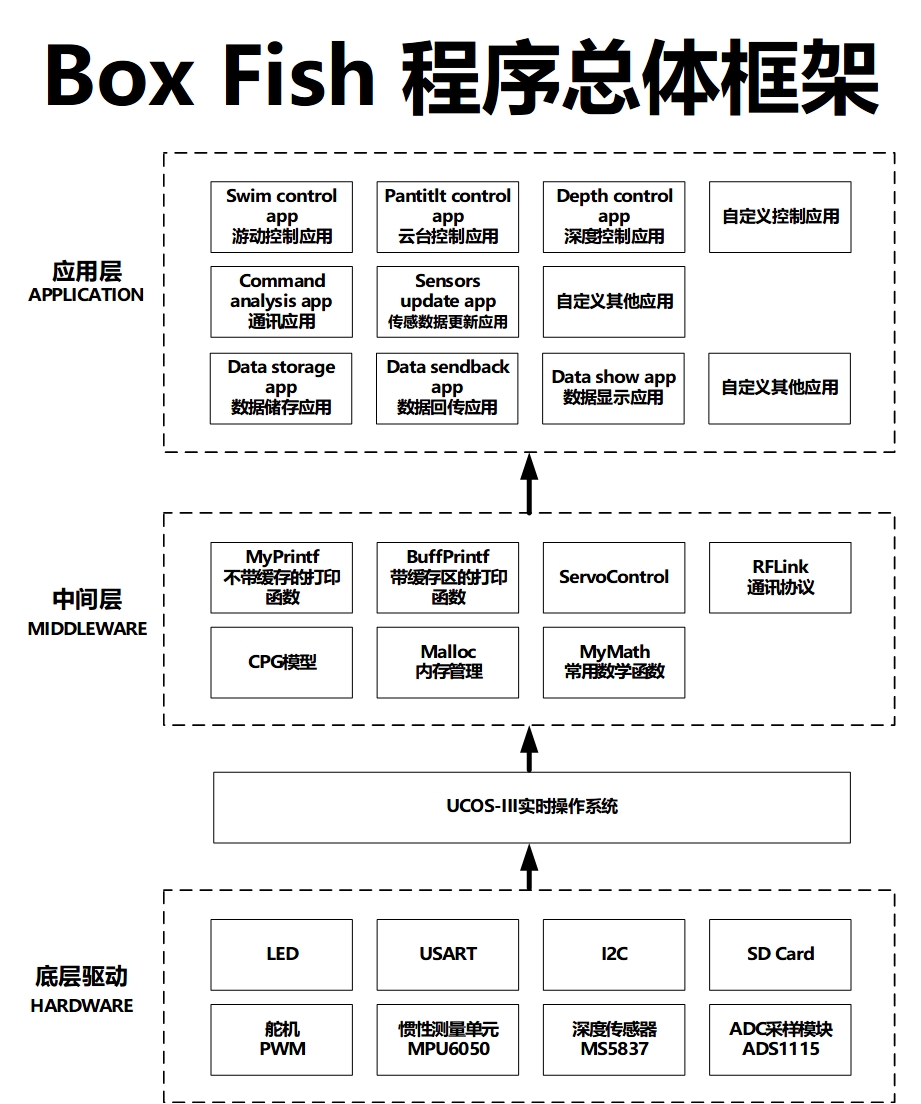 Box Fish 程序总体框架
应用层
APPLICATION
Swim control
app
游动控制应用
Pantitlt control
app
云台控制应用
Depth control
app
深度控制应用
自定义控制应用
Command
analysis app
通讯应用
Sensors
update app
传感数据更新应用
自定义其他应用
Data storage
app
数据储存应用
Data sendback
app
数据回传应用
Data show app
数据显示应用
自定义其他应用
中间层
MIDDLEWARE
MyPrintf
不带缓存的打印
函数
BuffPrintf
带缓存区的打印
函数
ServoControl
RFLink
通讯协议
CPG模型
Malloc
内存管理
MyMath
常用数学函数
UCOS-III实时操作系统
底层驱动
HARDWARE
LED
USART
I2C
SD Card
舵机
PWM
惯性测量单元
MPU6050
深度传感器
MS5837
ADC采样模块
ADS1115